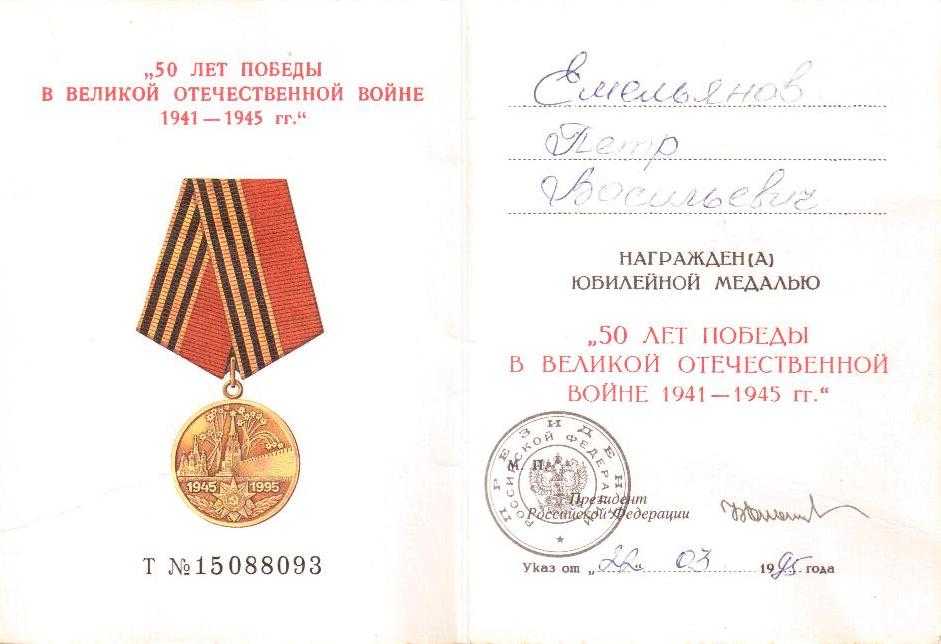 „50 ЛЕТ ПОБЕДЫ
В ВЕЛИКОЙ ОТЕЧЕСТВЕННОЙ ВОЙНЕ
1941 — 1945 гг.“
1945 1995
Т №15088093
Емельянов
Петр
Васильевич
НАГРАЖДЕН(А)
ЮБИЛЕЙНОЙ МЕДАЛЬЮ
„50 ЛЕТ ПОБЕДЫ
В ВЕЛИКОЙ ОТЕЧЕСТВЕННОЙ
ВОЙНЕ 1941 — 1945 гг.“
ПРЕЗИДЕНТ
РОССИЙСКОЙ ФЕДЕРАЦИИ
М. П.
Президент
Российской Федерации
Указ от „22“ 03 1995 года